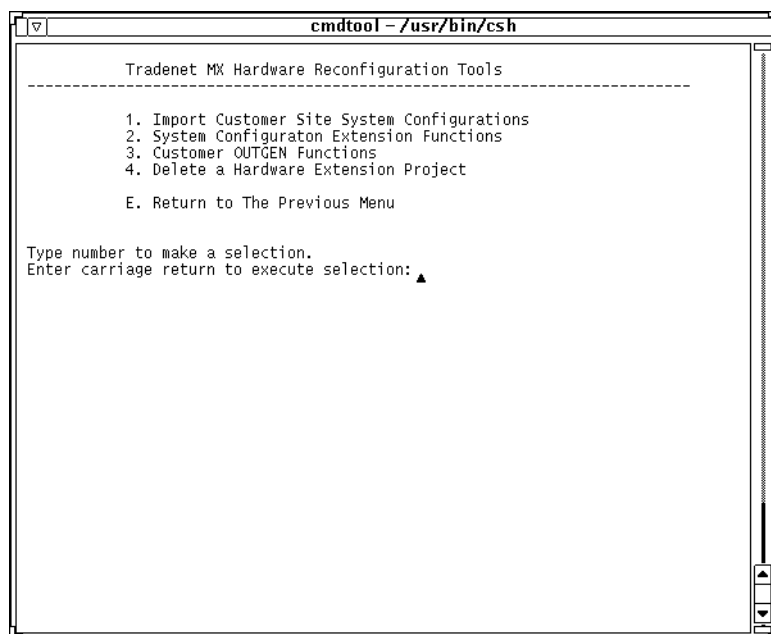 cmdtool – /usr/bin/csh
Tradenet MX Hardware Reconfiguration Tools
--------------------------------------------------------------------------
1. Import Customer Site System Configurations
2. System Configuraton Extension Functions
3. Customer OUTGEN Functions
4. Delete a Hardware Extension Project
E. Return to The Previous Menu
Type number to make a selection.
Enter carriage return to execute selection: